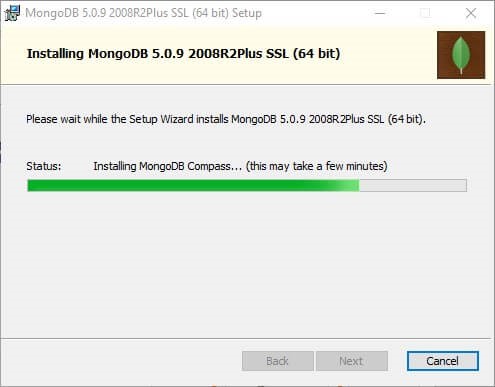 MongoDB 5.0.9 2008R2Plus SSL (64 bit) Setup
Installing MongoDB 5.0.9 2008R2Plus SSL (64 bit)
Please wait while the Setup Wizard installs MongoDB 5.0.9 2008R2Plus SSL (64 bit).
Status: Installing MongoDB Compass... (this may take a few minutes)
Back Next Cancel